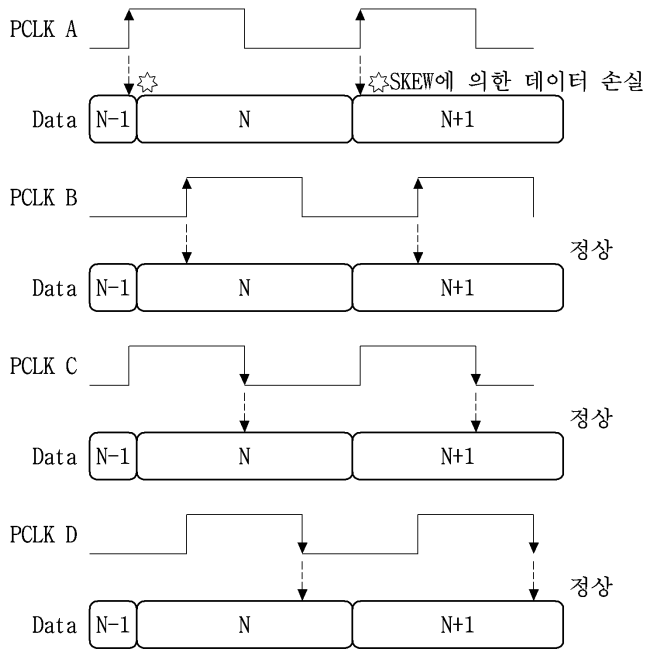 PCLK A
SKEW에 의한 데이터 손실
Data N-1 N N+1
PCLK B
정상
Data N-1 N N+1
PCLK C
정상
Data N-1 N N+1
PCLK D
정상
Data N-1 N N+1